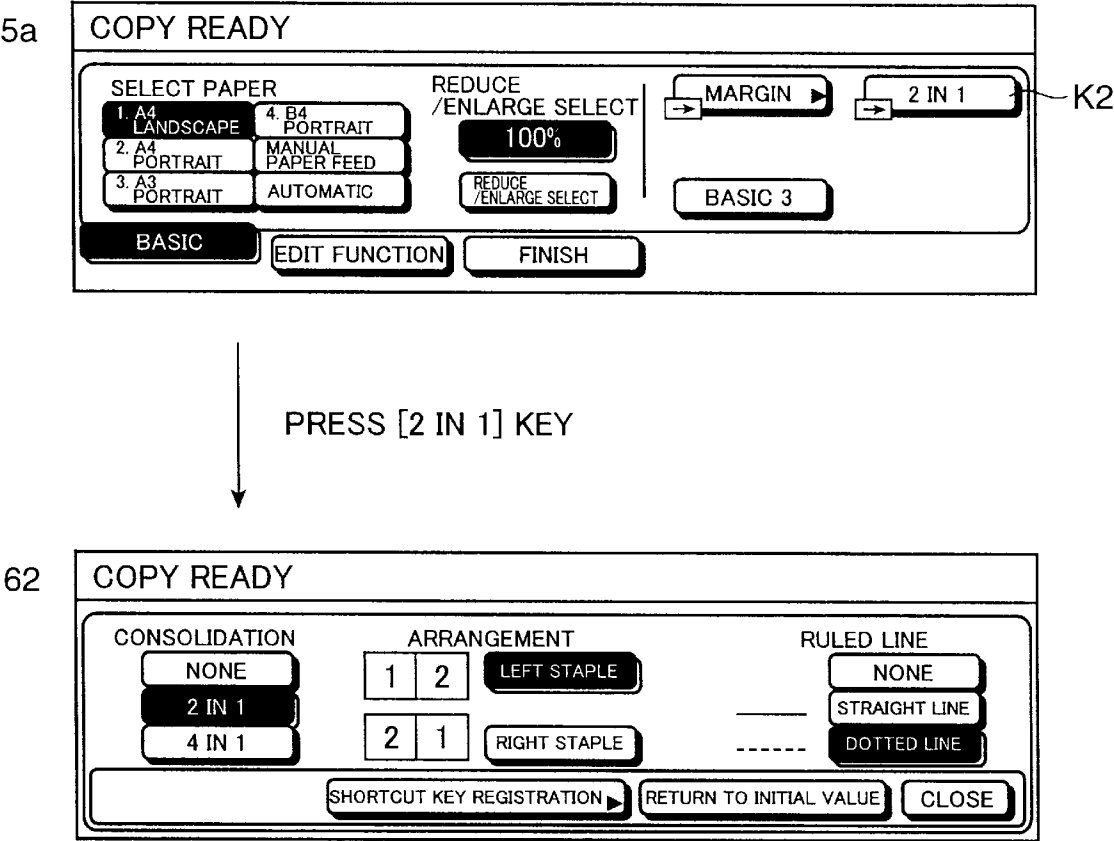 5a
COPY READY
SELECT PAPER
1. A4
LANDSCAPE
2. A4
PORTRAIT
3. A3
PORTRAIT
4. B4
PORTRAIT
MANUAL
PAPER FEED
AUTOMATIC
REDUCE
/ENLARGE SELECT
100%
REDUCE
/ENLARGE SELECT
MARGIN
2 IN 1
K2
BASIC 3
BASIC
EDIT FUNCTION
FINISH
PRESS [2 IN 1] KEY
62
COPY READY
CONSOLIDATION
NONE
2 IN 1
4 IN 1
ARRANGEMENT
1 2
LEFT STAPLE
2 1
RIGHT STAPLE
RULED LINE
NONE
STRAIGHT LINE
DOTTED LINE
SHORTCUT KEY REGISTRATION
RETURN TO INITIAL VALUE
CLOSE